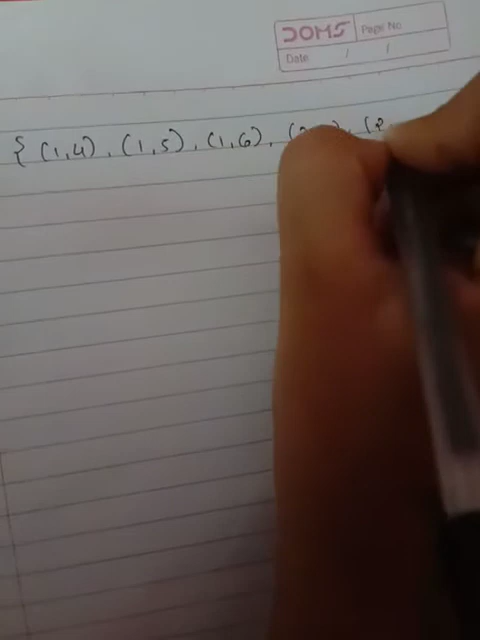 DOMS Page No.
Date / /
{ (1,4), (1,5), (1,6), (